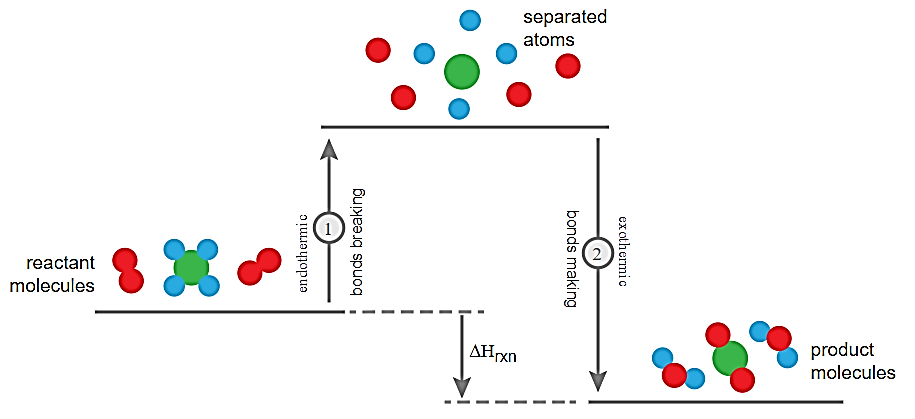 separated
atoms
endothermic
1
bonds breaking
bonds making
2
exothermic
reactant
molecules
ΔHrxn
product
molecules